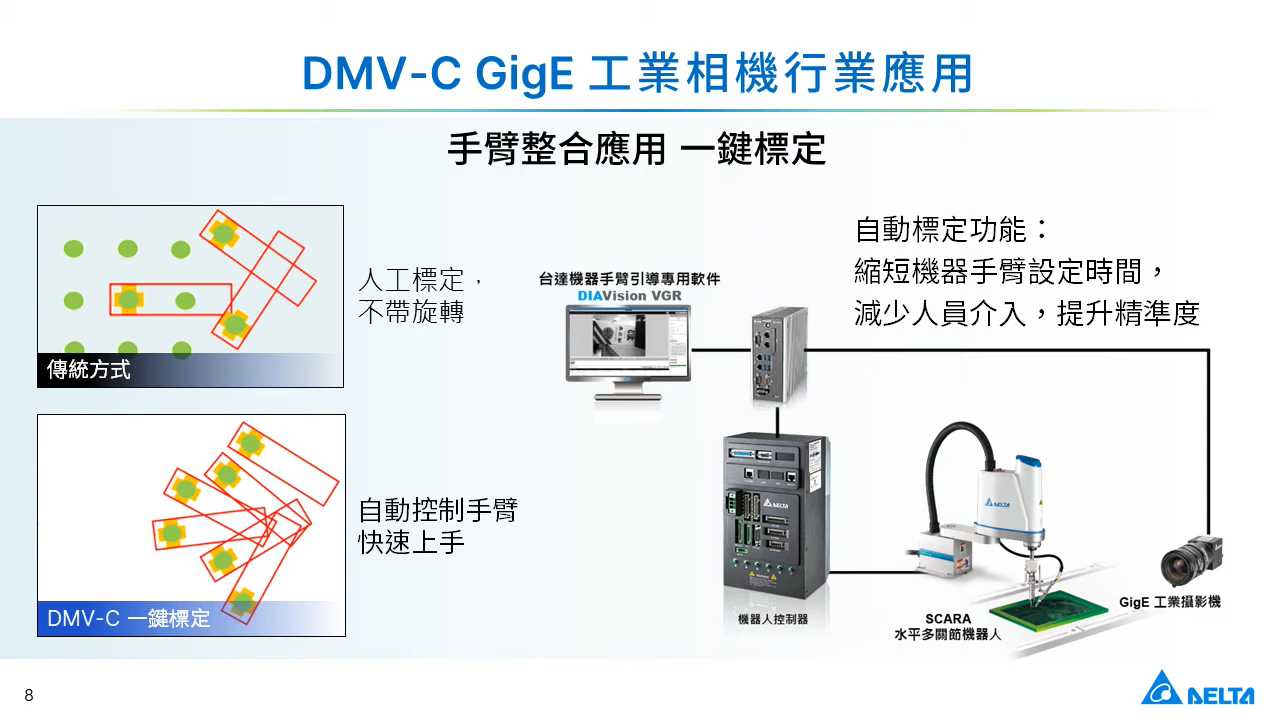 DMV-C GigE 工業相機行業應用
手臂整合應用 一鍵標定
人工標定，
不帶旋轉
傳統方式
自動控制手臂
快速上手
DMV-C 一鍵標定
自動標定功能：
縮短機器手臂設定時間，
減少人員介入，提升精準度
台達機器手臂引導專用軟件
DIAVision VGR
DELTA
機器人控制器
DELTA
SCARA
水平多關節機器人
GigE 工業攝影機
8
DELTA